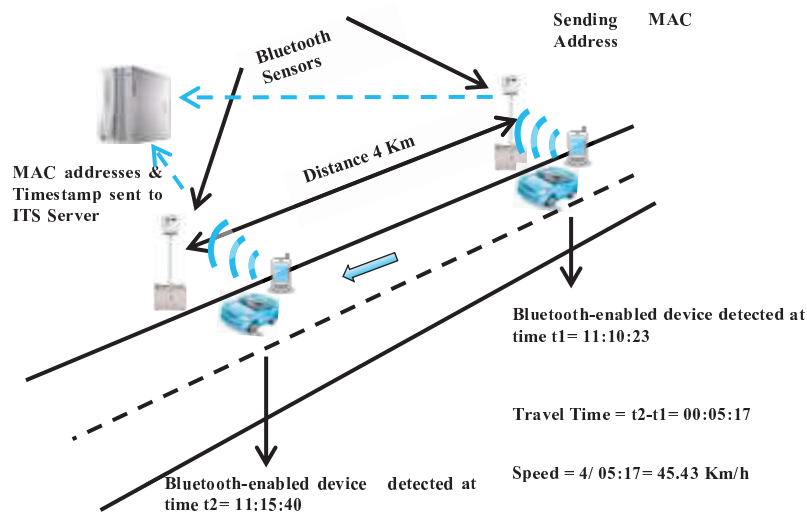 Sending MAC
Address
Bluetooth
Sensors
Distance 4 Km
MAC addresses &
Timestamp sent to
ITS Server
Bluetooth-enabled device detected at
time t1= 11:10:23
Travel Time = t2-t1= 00:05:17
Speed = 4/ 05:17= 45.43 Km/h
Bluetooth-enabled device detected at
time t2= 11:15:40